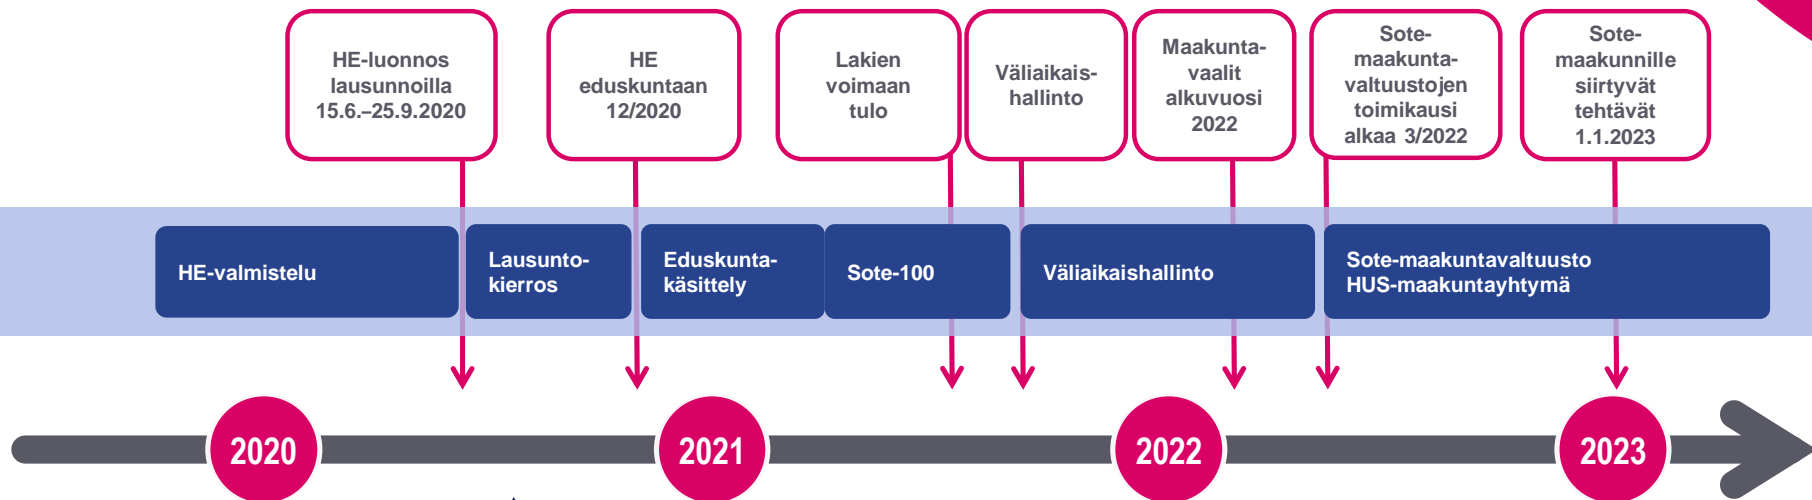 HE-luonnos
lausunnoilla
15.6.–25.9.2020
HE
eduskuntaan
12/2020
Lakien
voimaan
tulo
Väliaikais-
hallinto
Maakunta-
vaalit
alkuvuosi
2022
Sote-
maakunta-
valtuustojen
toimikausi
alkaa 3/2022
Sote-
maakunnille
siirtyvät
tehtävät
1.1.2023
HE-valmistelu
Lausunto-
kierros
Eduskunta-
käsittely
Sote-100
Väliaikaishallinto
Sote-maakuntavaltuusto
HUS-maakuntayhtymä
2020
2021
2022
2023